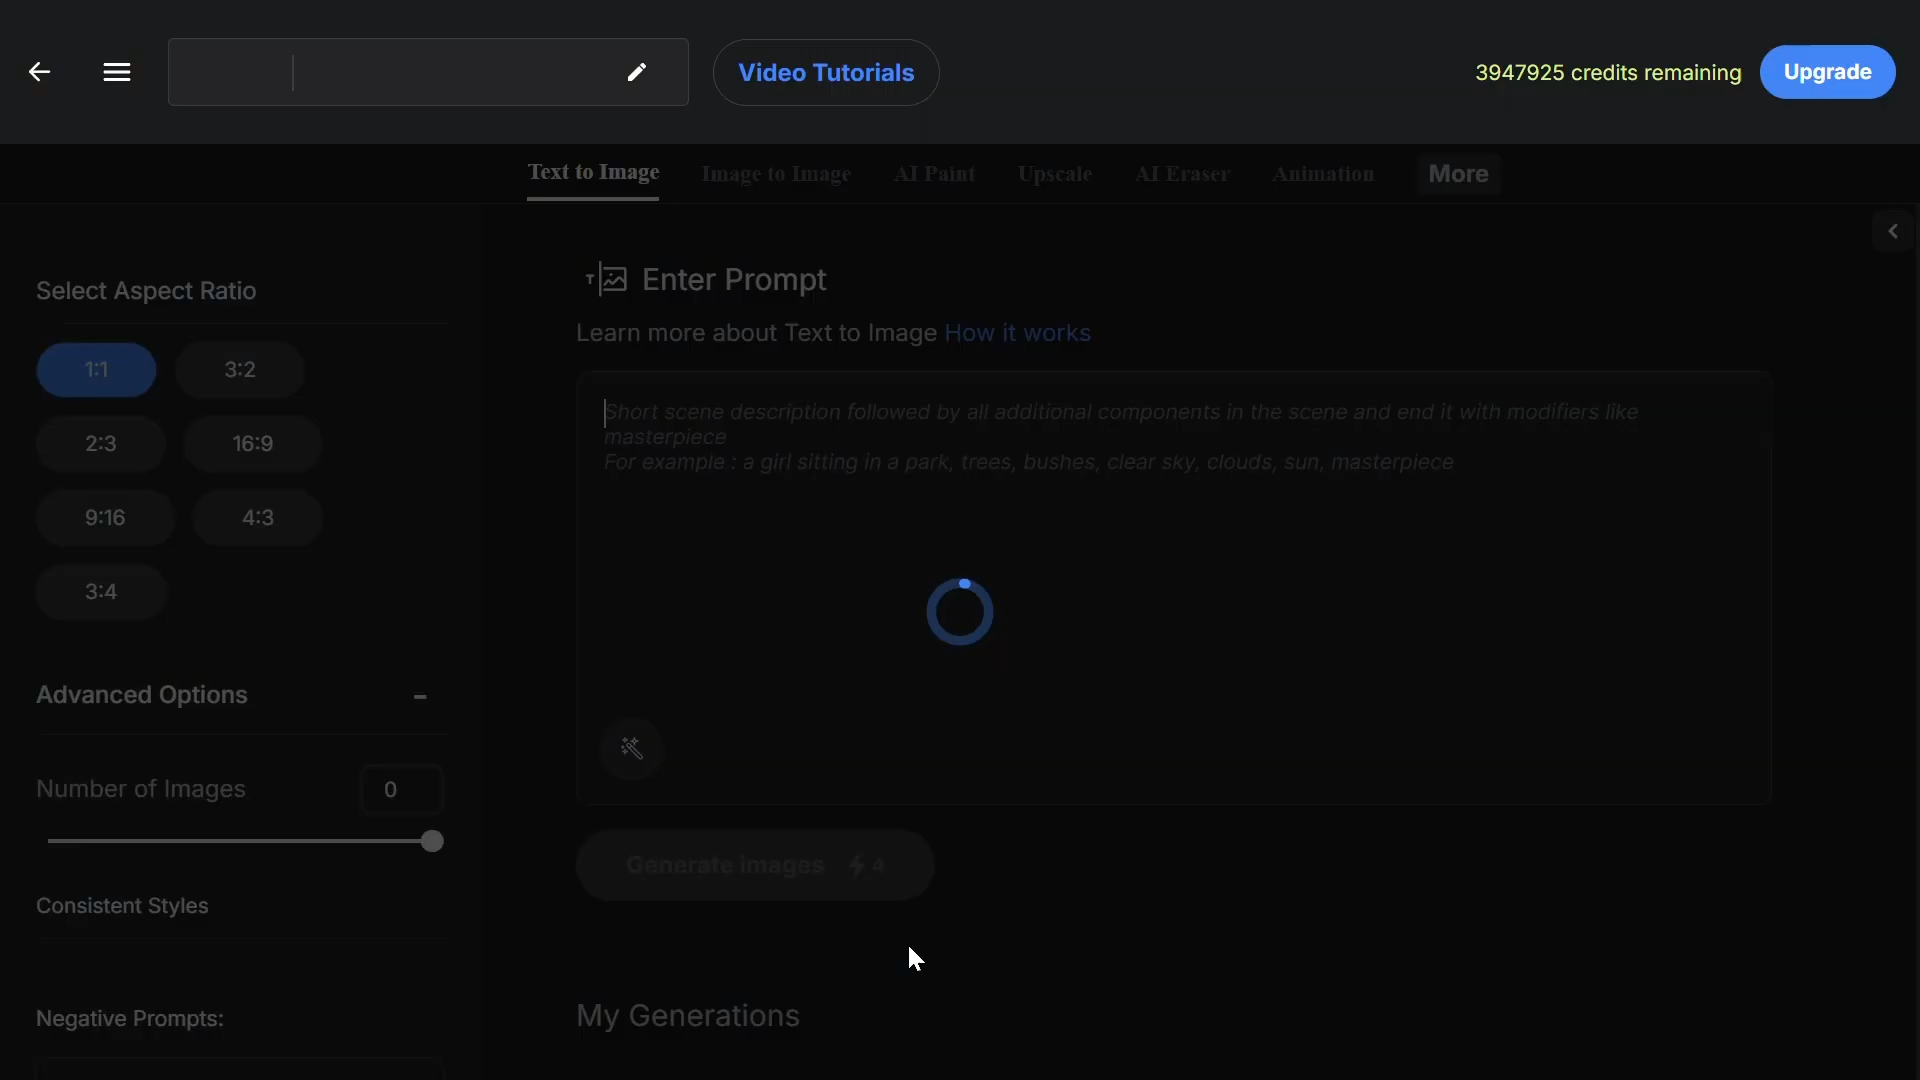 Video Tutorials
3947925 credits remaining
Upgrade
Text to Image
Image to Image
AI Paint
Upscale
AI Eraser
Animation
More
Select Aspect Ratio
1:1
3:2
2:3
16:9
9:16
4:3
3:4
Advanced Options
-
Number of Images
0
Consistent Styles
Negative Prompts:
T
Enter Prompt
Learn more about Text to Image How it works
Short scene description followed by all additional components in the scene and end it with modifiers like
masterpiece
For example : a girl sitting in a park, trees, bushes, clear sky, clouds, sun, masterpiece
Generate images 4
My Generations